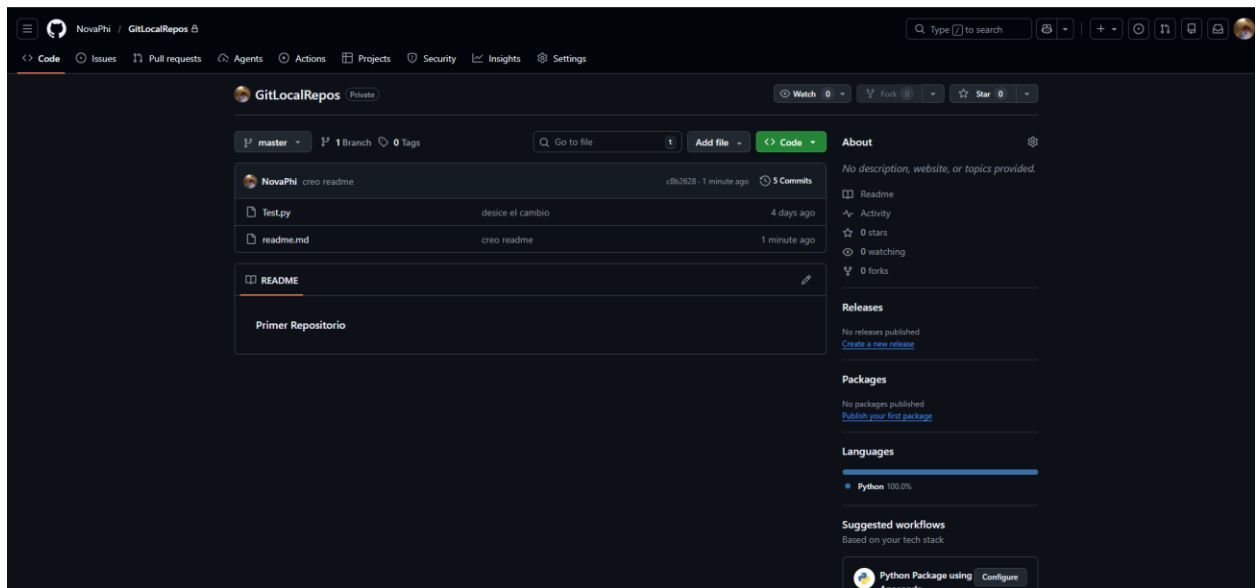 NovaPhi / GitLocalRepos
Type / to search
Code Issues Pull requests Agents Actions Projects Security Insights Settings
GitLocalRepos Private
Watch 0 Fork 0 Star 0
master 1 Branch 0 Tags Go to file t Add file Code
NovaPhi creo readme c8b2628 · 1 minute ago 5 Commits
Test.py desice el cambio 4 days ago
readme.md creo readme 1 minute ago
README
Primer Repositorio
About
No description, website, or topics provided.
Readme
Activity
0 stars
0 watching
0 forks
Releases
No releases published
Create a new release
Packages
No packages published
Publish your first package
Languages
Python 100.0%
Suggested workflows
Based on your tech stack
Python Package using Configure